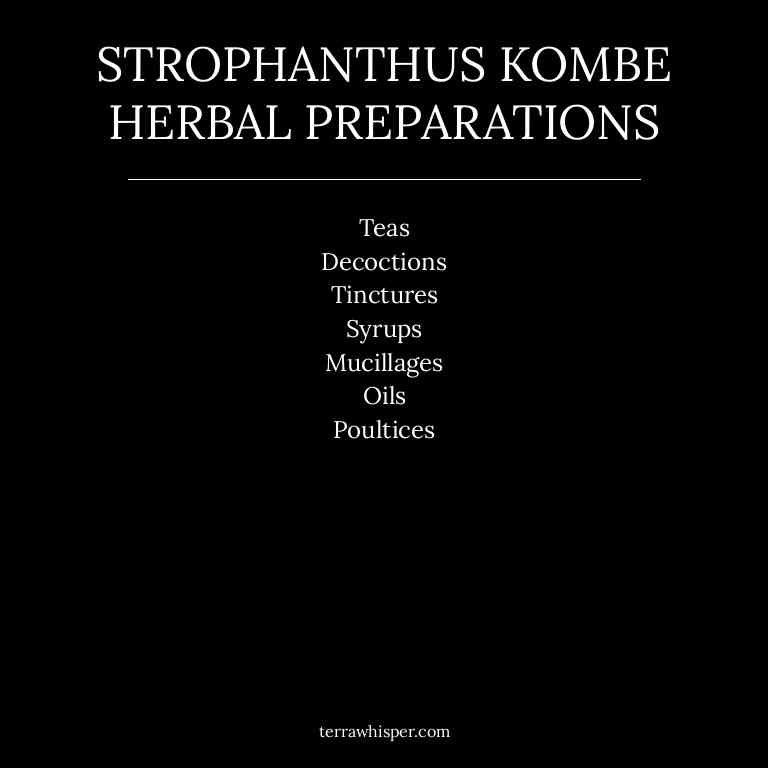 STROPHANTHUS KOMBE
HERBAL PREPARATIONS
Teas
Decoctions
Tinctures
Syrups
Mucillages
Oils
Poultices
terrawhisper.com